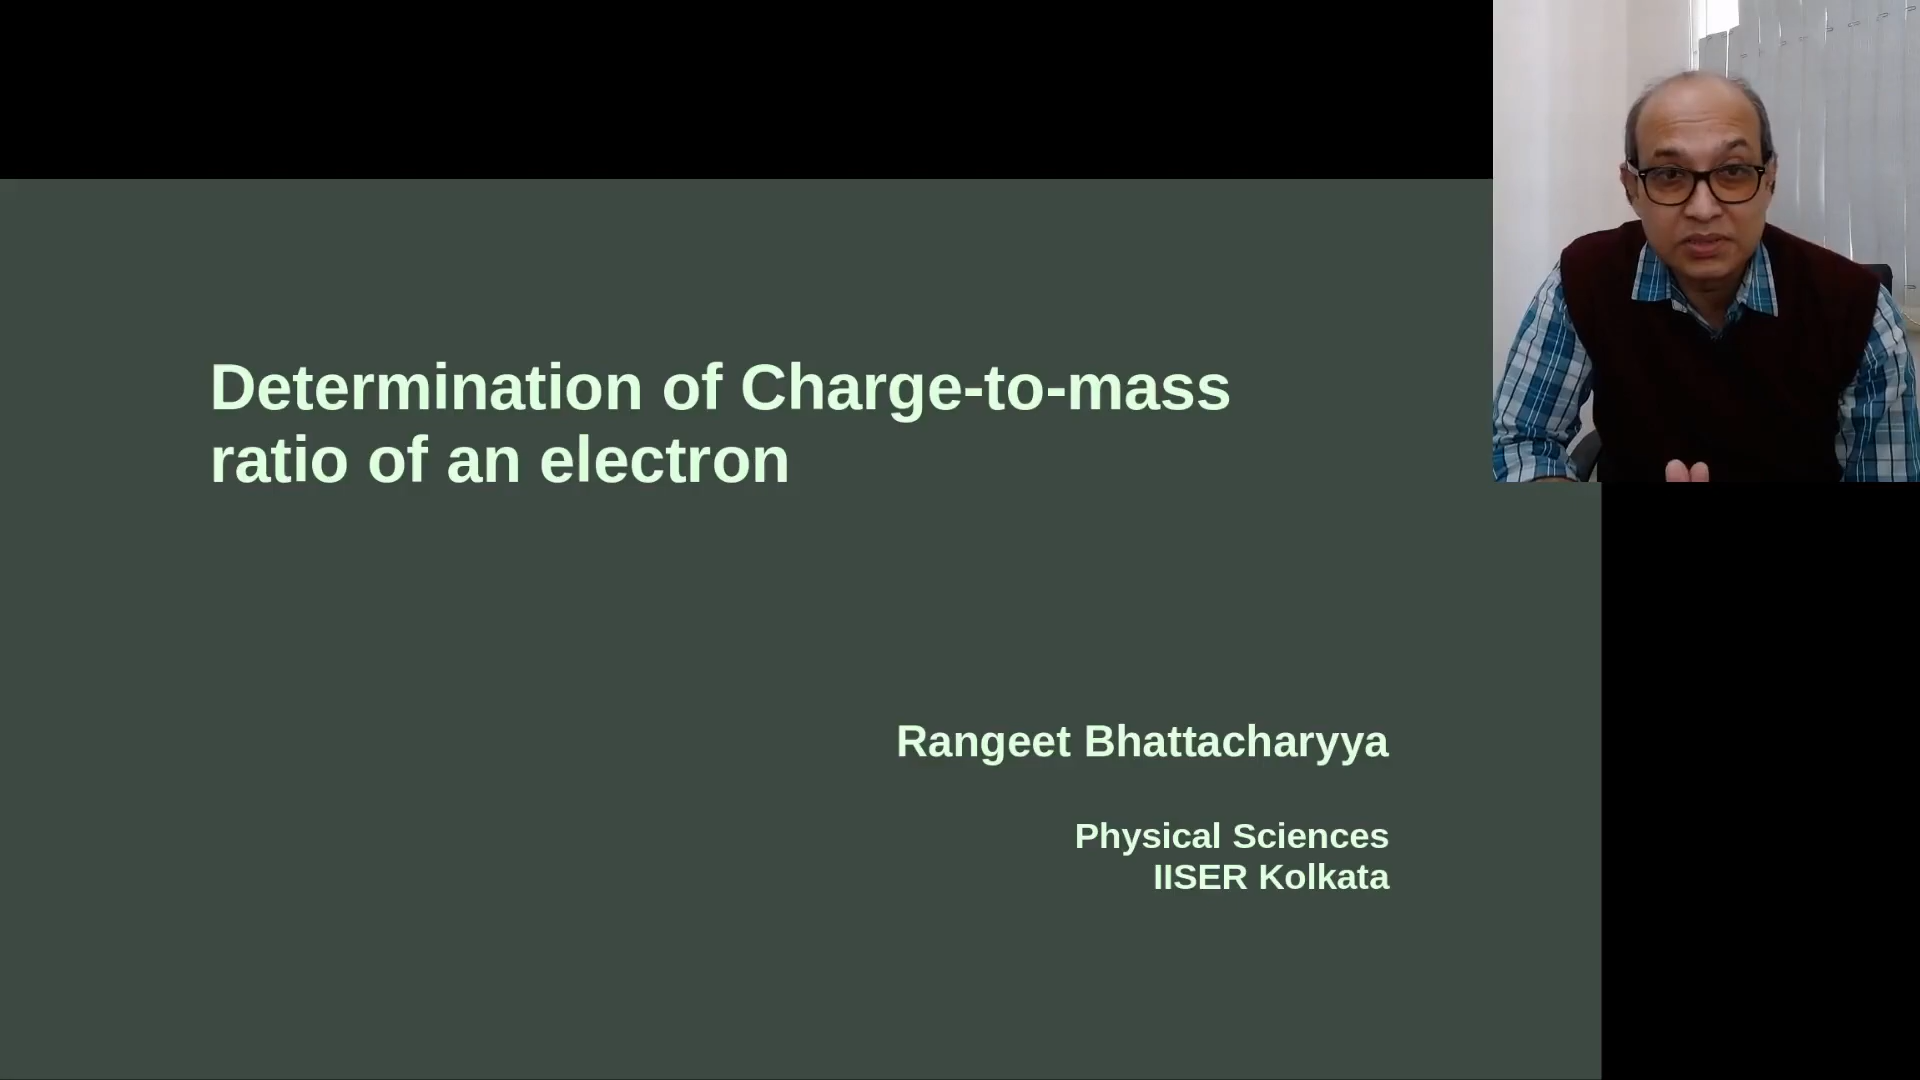 Determination of Charge-to-mass
ratio of an electron
Rangeet Bhattacharyya
Physical Sciences
IISER Kolkata